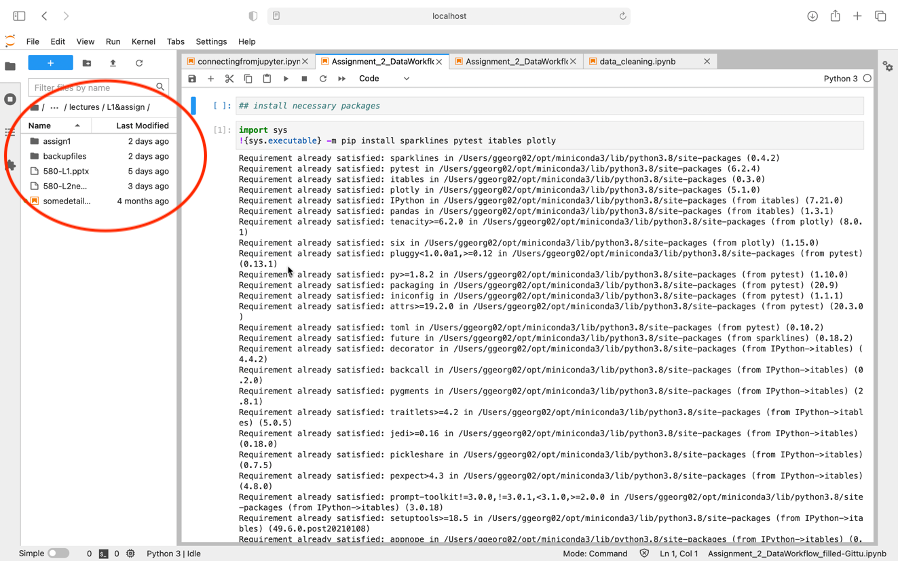 localhost
File Edit View Run Kernel Tabs Settings Help
connectingfromjupyter.ipyn
Assignment_2_DataWorkfl
Assignment_2_DataWorkfl
data_cleaning.ipynb
Code
Python 3
Filter files by name
/ ... / lectures / L1&assign /
Name Last Modified
assign1 2 days ago
backupfiles 2 days ago
580-L1.pptx 5 days ago
580-L2ne... 3 days ago
somedetail... 4 months ago
[ ]: ## install necessary packages
[1]: import sys
!{sys.executable} -m pip install sparklines pytest itables plotly
Requirement already satisfied: sparklines in /Users/ggeorg02/opt/miniconda3/lib/python3.8/site-packages (0.4.2)
Requirement already satisfied: pytest in /Users/ggeorg02/opt/miniconda3/lib/python3.8/site-packages (6.2.4)
Requirement already satisfied: itables in /Users/ggeorg02/opt/miniconda3/lib/python3.8/site-packages (0.3.0)
Requirement already satisfied: plotly in /Users/ggeorg02/opt/miniconda3/lib/python3.8/site-packages (5.1.0)
Requirement already satisfied: IPython in /Users/ggeorg02/opt/miniconda3/lib/python3.8/site-packages (from itables) (7.21.0)
Requirement already satisfied: pandas in /Users/ggeorg02/opt/miniconda3/lib/python3.8/site-packages (from itables) (1.3.1)
Requirement already satisfied: tenacity>=6.2.0 in /Users/ggeorg02/opt/miniconda3/lib/python3.8/site-packages (from plotly) (8.0.
1)
Requirement already satisfied: six in /Users/ggeorg02/opt/miniconda3/lib/python3.8/site-packages (from plotly) (1.15.0)
Requirement already satisfied: pluggy<1.0.0a1,>=0.12 in /Users/ggeorg02/opt/miniconda3/lib/python3.8/site-packages (from pytest)
(0.13.1)
Requirement already satisfied: py>=1.8.2 in /Users/ggeorg02/opt/miniconda3/lib/python3.8/site-packages (from pytest) (1.10.0)
Requirement already satisfied: packaging in /Users/ggeorg02/opt/miniconda3/lib/python3.8/site-packages (from pytest) (20.9)
Requirement already satisfied: iniconfig in /Users/ggeorg02/opt/miniconda3/lib/python3.8/site-packages (from pytest) (1.1.1)
Requirement already satisfied: attrs>=19.2.0 in /Users/ggeorg02/opt/miniconda3/lib/python3.8/site-packages (from pytest) (20.3.0
)
Requirement already satisfied: toml in /Users/ggeorg02/opt/miniconda3/lib/python3.8/site-packages (from pytest) (0.10.2)
Requirement already satisfied: future in /Users/ggeorg02/opt/miniconda3/lib/python3.8/site-packages (from sparklines) (0.18.2)
Requirement already satisfied: decorator in /Users/ggeorg02/opt/miniconda3/lib/python3.8/site-packages (from IPython->itables) (
4.4.2)
Requirement already satisfied: backcall in /Users/ggeorg02/opt/miniconda3/lib/python3.8/site-packages (from IPython->itables) (0
.2.0)
Requirement already satisfied: pygments in /Users/ggeorg02/opt/miniconda3/lib/python3.8/site-packages (from IPython->itables) (2
.8.1)
Requirement already satisfied: traitlets>=4.2 in /Users/ggeorg02/opt/miniconda3/lib/python3.8/site-packages (from IPython->itabl
es) (5.0.5)
Requirement already satisfied: jedi>=0.16 in /Users/ggeorg02/opt/miniconda3/lib/python3.8/site-packages (from IPython->itables)
(0.18.0)
Requirement already satisfied: pickleshare in /Users/ggeorg02/opt/miniconda3/lib/python3.8/site-packages (from IPython->itables)
(0.7.5)
Requirement already satisfied: pexpect>4.3 in /Users/ggeorg02/opt/miniconda3/lib/python3.8/site-packages (from IPython->itables)
(4.8.0)
Requirement already satisfied: prompt-toolkit!=3.0.0,!=3.0.1,<3.1.0,>=2.0.0 in /Users/ggeorg02/opt/miniconda3/lib/python3.8/site
-packages (from IPython->itables) (3.0.18)
Requirement already satisfied: setuptools>=18.5 in /Users/ggeorg02/opt/miniconda3/lib/python3.8/site-packages (from IPython->ita
bles) (49.6.0.post20210108)
Requirement already satisfied: appnope in /Users/ggeorg02/opt/miniconda3/lib/python3.8/site-packages (from IPython->itables) (0.
Simple 0 0 Python 3 | Idle Mode: Command Ln 1, Col 1 Assignment_2_DataWorkflow_filled-Gittu.ipynb